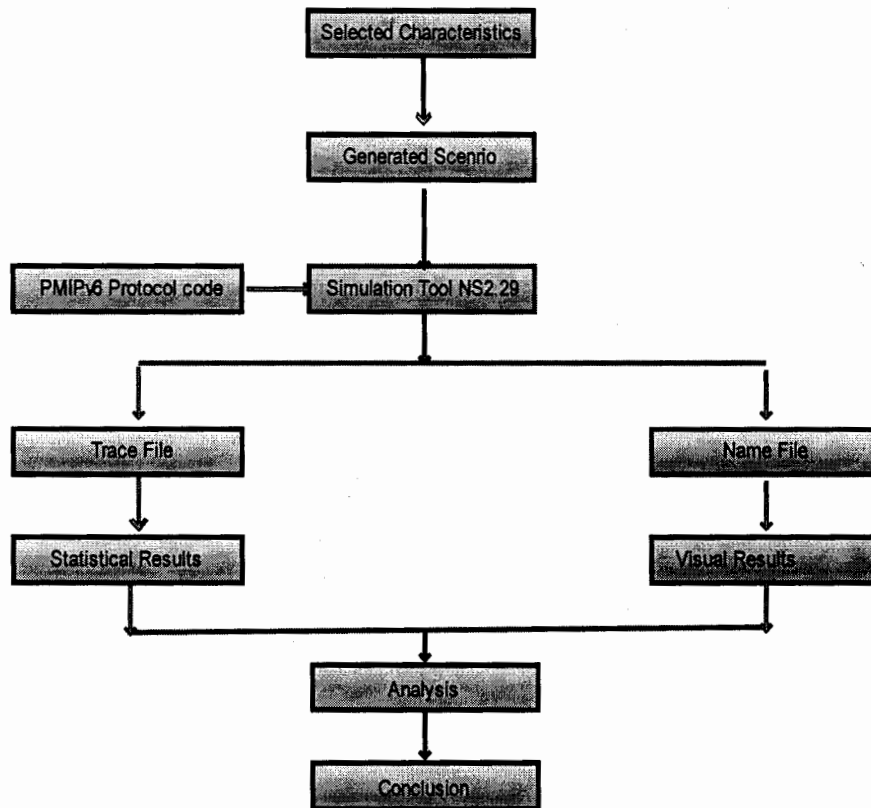 Selected Characteristics
Generated Scenrio
PMIPv6 Protocol code
Simulation Tool NS2.29
Trace File
Name File
Statistical Results
Visual Results
Analysis
Conclusion